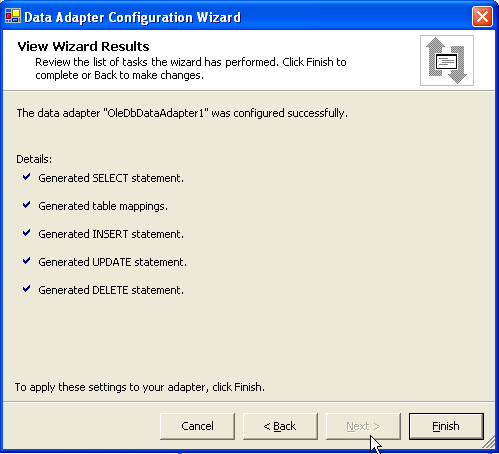 Data Adapter Configuration Wizard
View Wizard Results
Review the list of tasks the wizard has performed. Click Finish to
complete or Back to make changes.
The data adapter "OleDbDataAdapter1" was configured successfully.
Details:
Generated SELECT statement.
Generated table mappings.
Generated INSERT statement.
Generated UPDATE statement.
Generated DELETE statement.
To apply these settings to your adapter, click Finish.
Cancel < Back Next > Finish